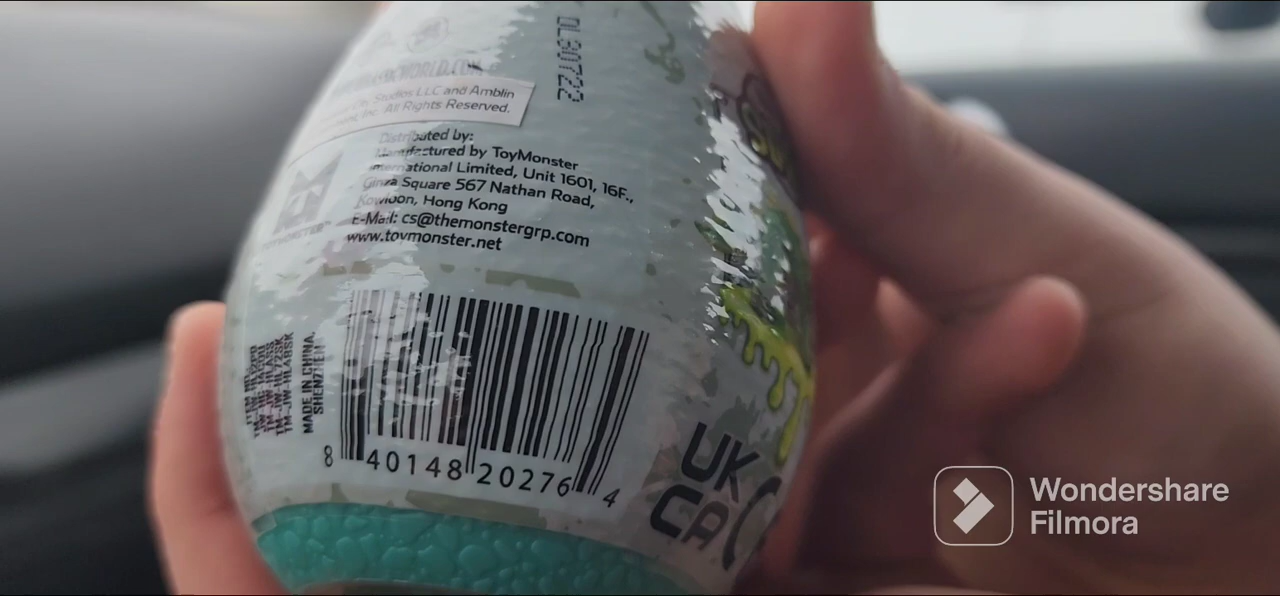 DL30722
Studios LLC and Amblin
Inc. All Rights Reserved.
Distributed by:
Manufactured by ToyMonster
International Limited, Unit 1601, 16F.,
Ginza Square 567 Nathan Road,
Kowloon, Hong Kong
E-Mail: cs@themonstergrp.com
www.toymonster.net
TOYMONSTER
MADE IN CHINA,
SHENZHEN
8 40148 20276 4
UK
CA
Wondershare
Filmora